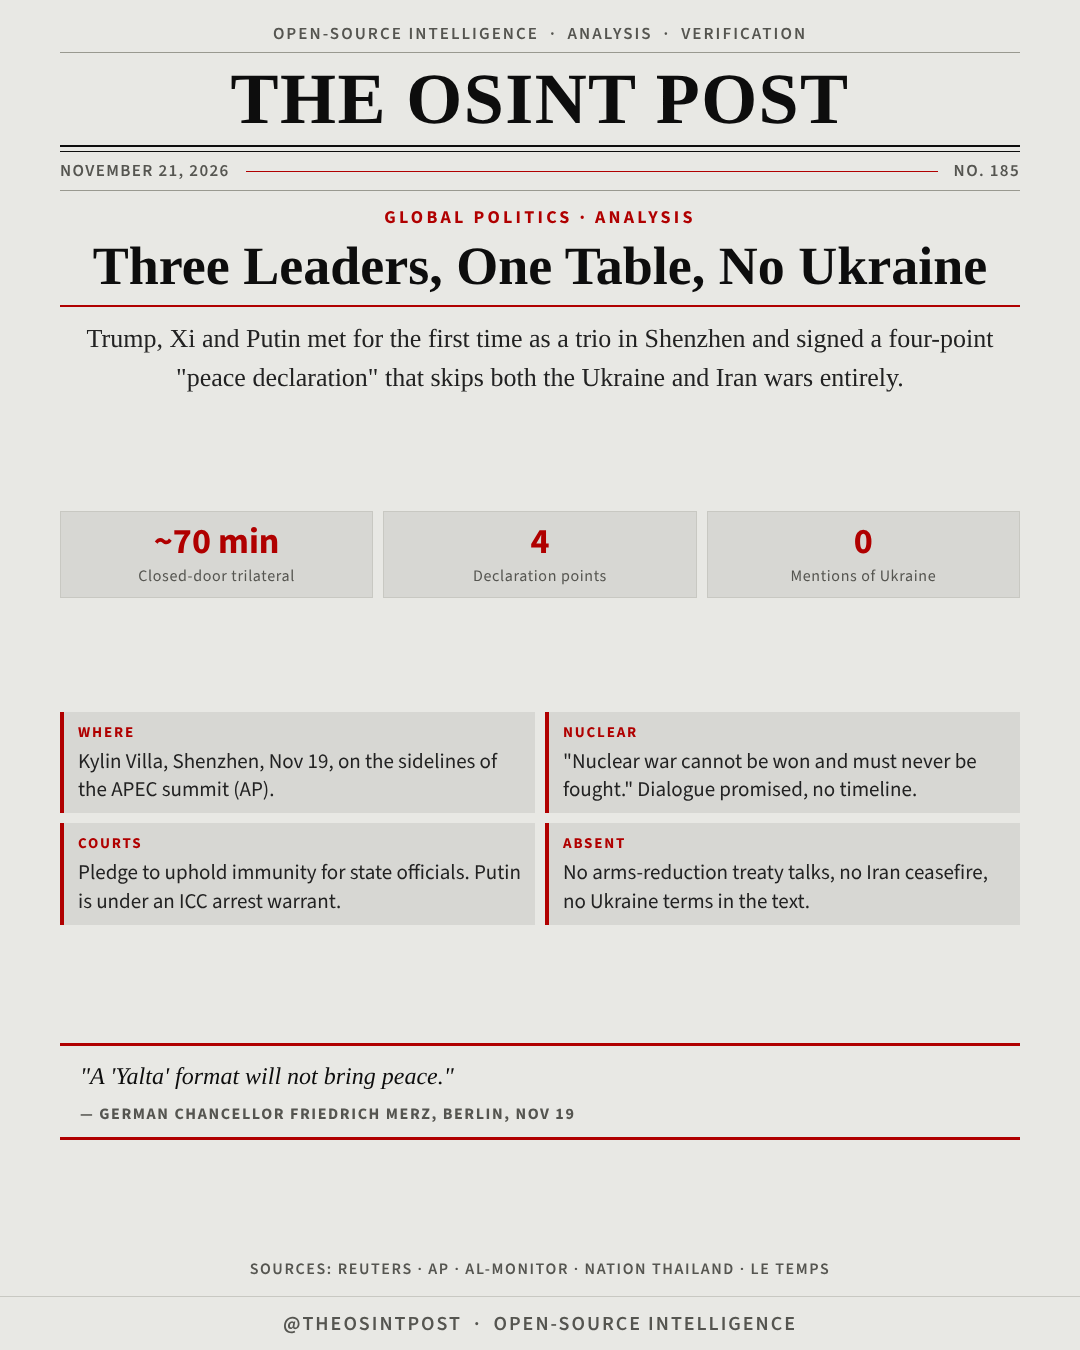 OPEN-SOURCE INTELLIGENCE · ANALYSIS · VERIFICATION
THE OSINT POST
NOVEMBER 21, 2026
NO. 185
GLOBAL POLITICS · ANALYSIS
Three Leaders, One Table, No Ukraine
Trump, Xi and Putin met for the first time as a trio in Shenzhen and signed a four-point
"peace declaration" that skips both the Ukraine and Iran wars entirely.
~70 min
Closed-door trilateral
4
Declaration points
0
Mentions of Ukraine
WHERE
Kylin Villa, Shenzhen, Nov 19, on the sidelines of
the APEC summit (AP).
NUCLEAR
"Nuclear war cannot be won and must never be
fought." Dialogue promised, no timeline.
COURTS
Pledge to uphold immunity for state officials. Putin
is under an ICC arrest warrant.
ABSENT
No arms-reduction treaty talks, no Iran ceasefire,
no Ukraine terms in the text.
"A 'Yalta' format will not bring peace."
— GERMAN CHANCELLOR FRIEDRICH MERZ, BERLIN, NOV 19
SOURCES: REUTERS · AP · AL-MONITOR · NATION THAILAND · LE TEMPS
@THEOSINTPOST · OPEN-SOURCE INTELLIGENCE